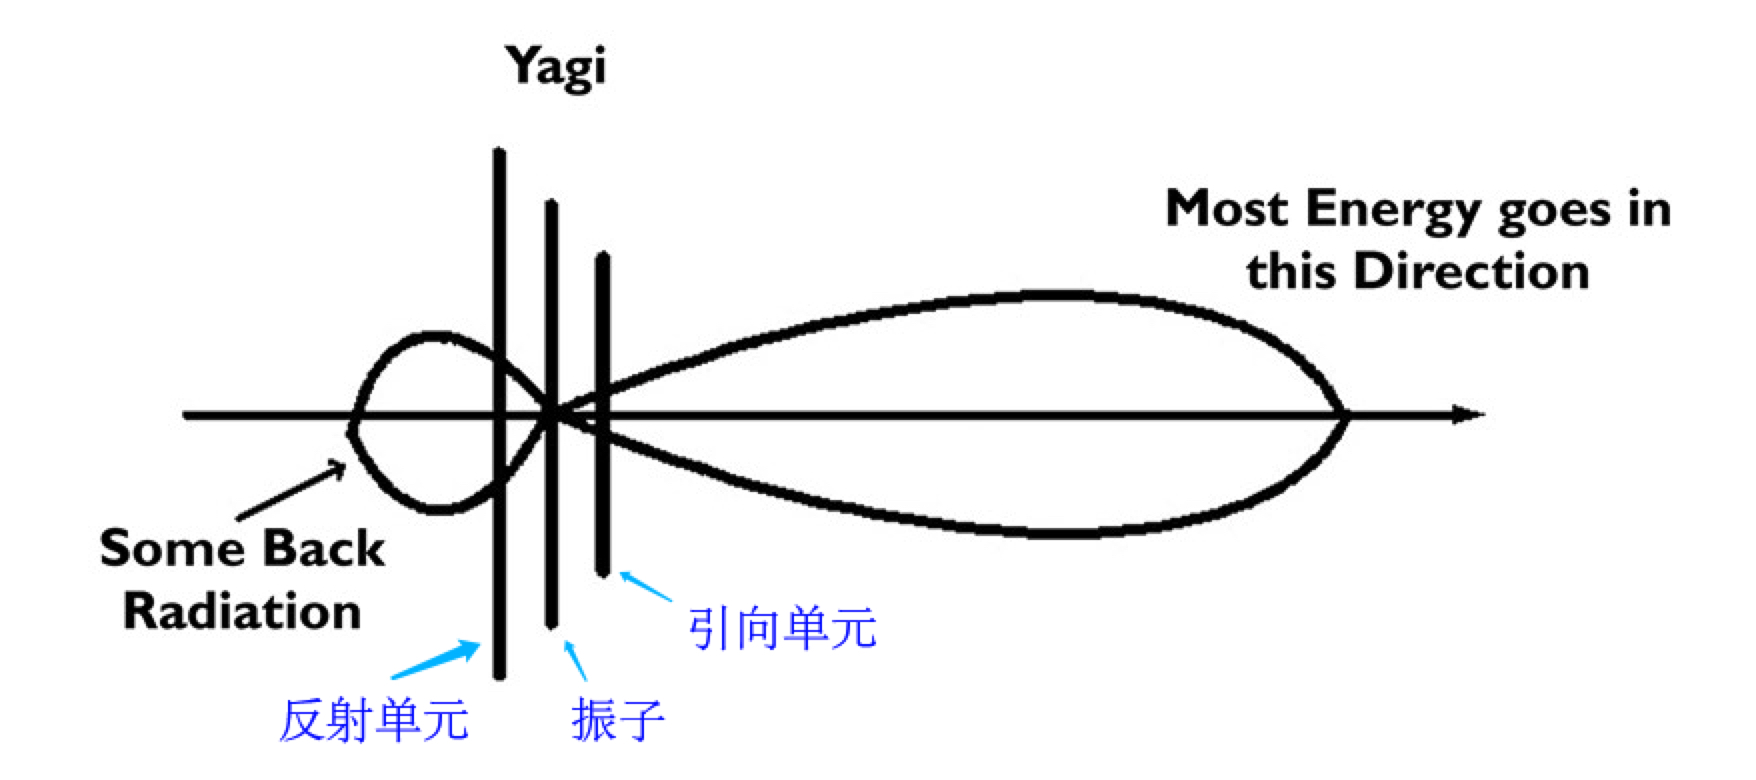 Yagi
Most Energy goes in
this Direction
Some Back
Radiation
引向单元
反射单元
振子